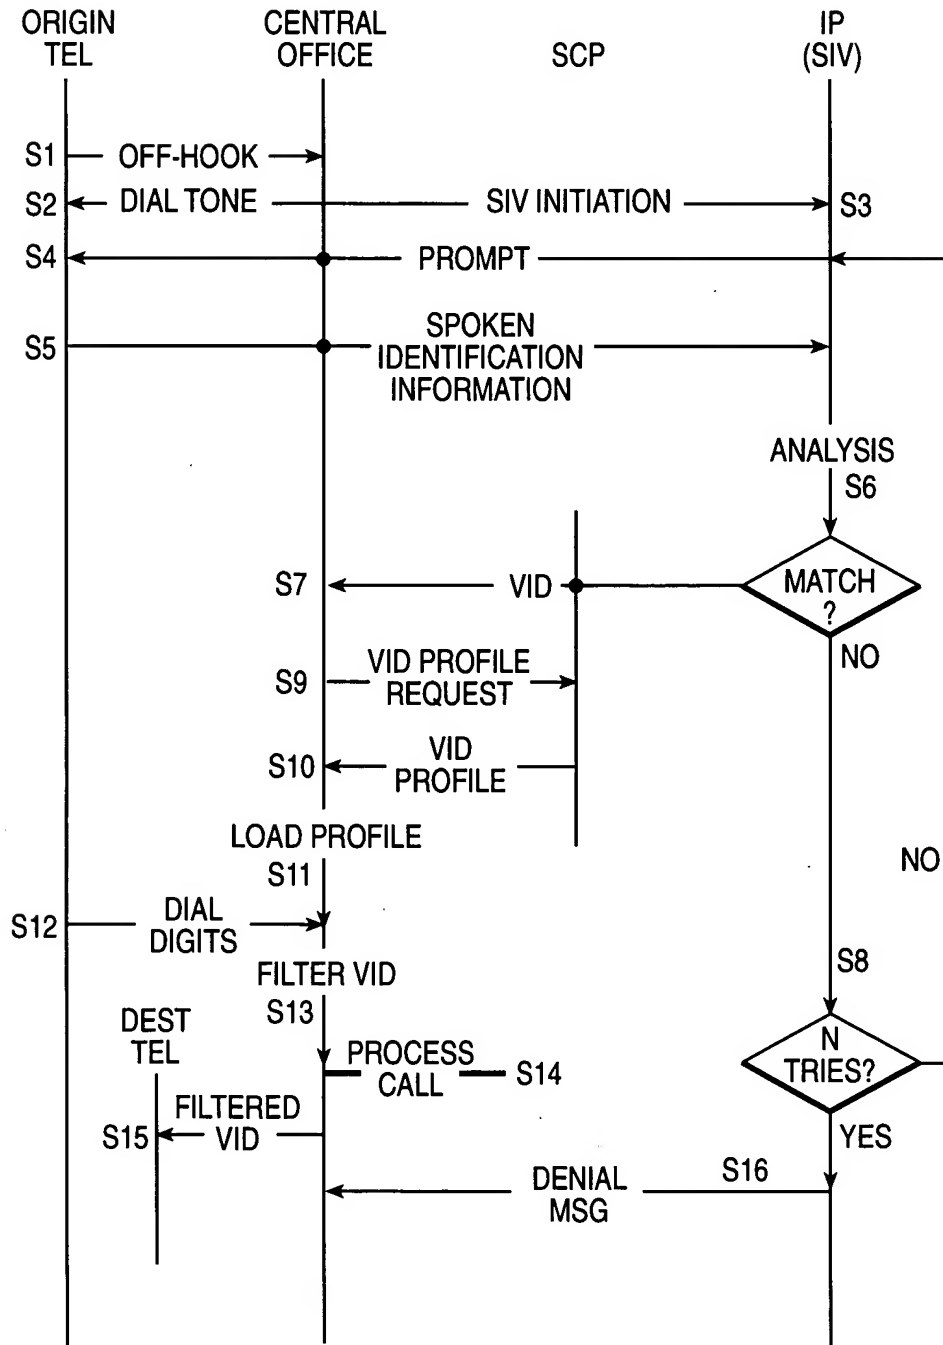 ORIGIN
TEL
CENTRAL
OFFICE
SCP
IP
(SIV)
S1
OFF-HOOK
S2
DIAL TONE
SIV INITIATION
S3
S4
PROMPT
S5
SPOKEN
IDENTIFICATION
INFORMATION
ANALYSIS
S6
S7
VID
MATCH
?
NO
S9
VID PROFILE
REQUEST
S10
VID
PROFILE
LOAD PROFILE
S11
NO
S12
DIAL
DIGITS
S8
FILTER VID
S13
DEST
TEL
PROCESS
CALL
S14
N
TRIES?
S15
FILTERED
VID
YES
DENIAL
MSG
S16